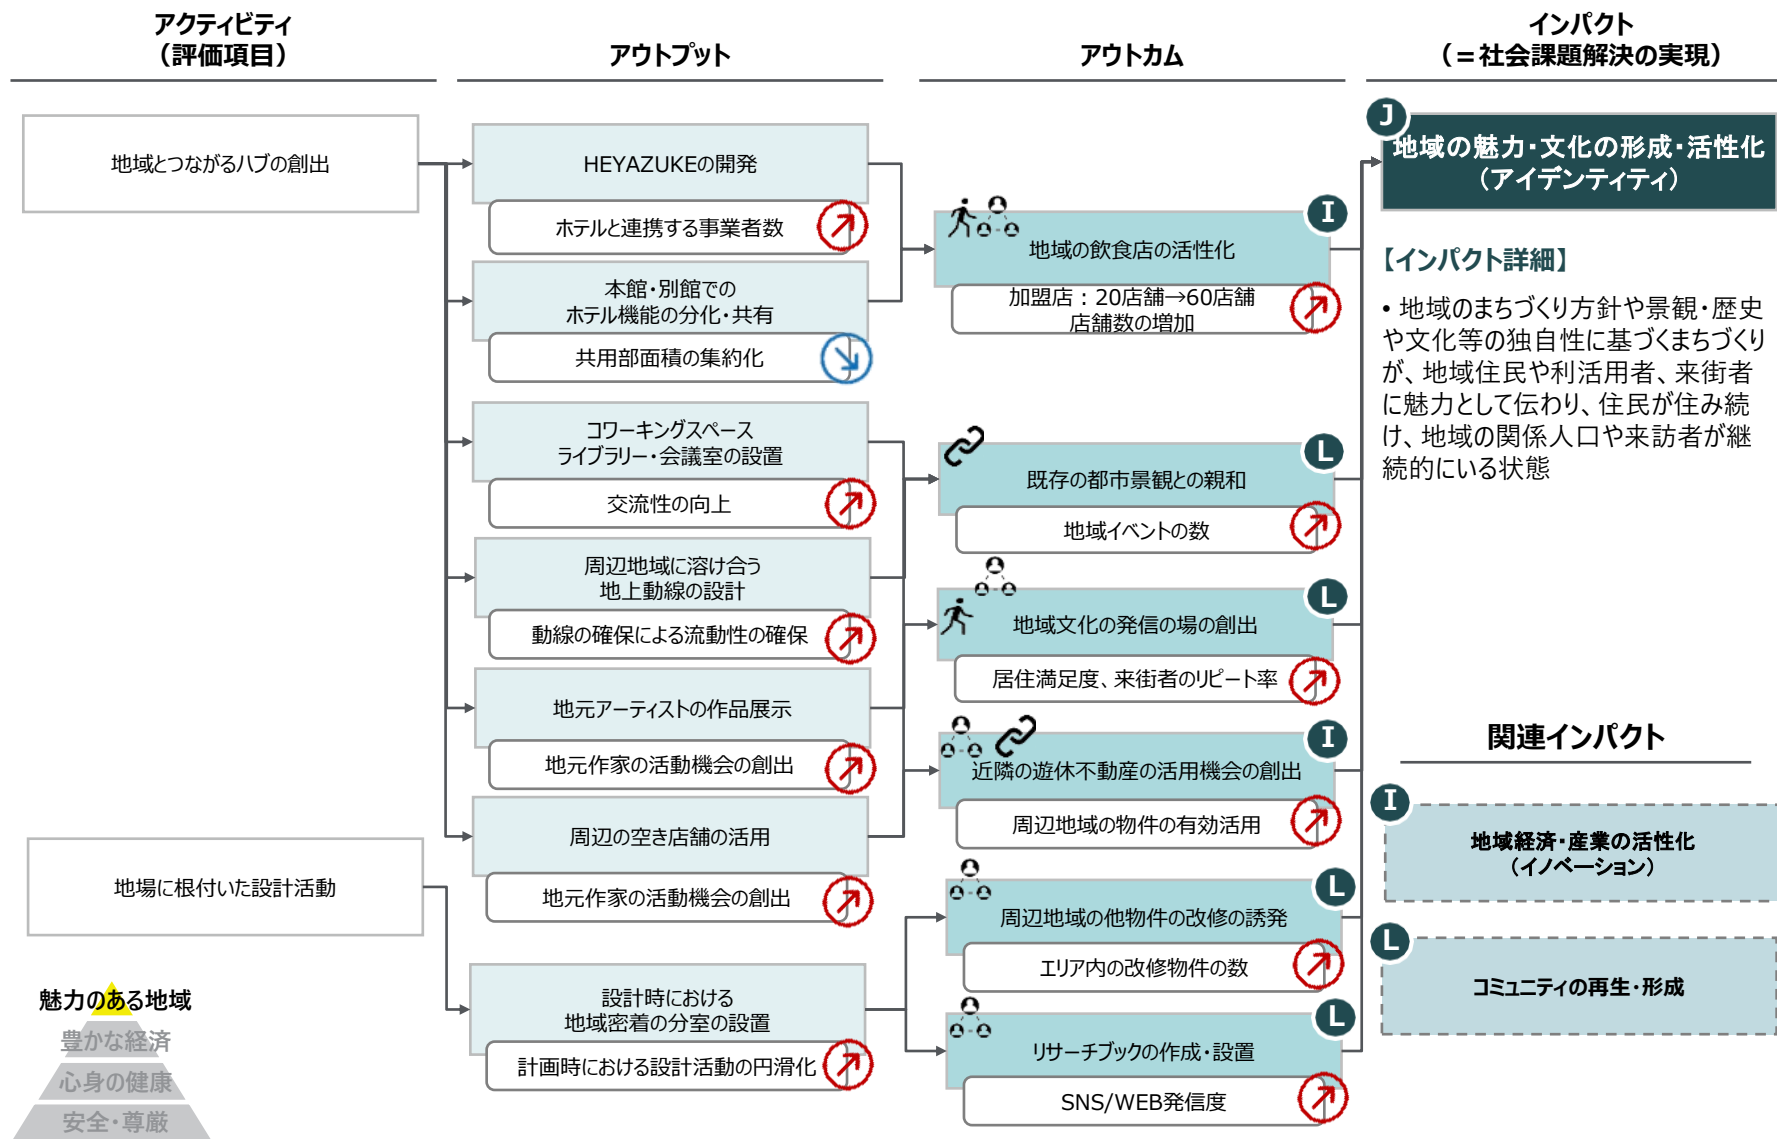 アクティビティ
（評価項目）
アウトプット
アウトカム
インパクト
（＝社会課題解決の実現）
地域とつながるハブの創出
地場に根付いた設計活動
HEYAZUKEの開発
ホテルと連携する事業者数
本館・別館での
ホテル機能の分化・共有
共用部面積の集約化
コワーキングスペース
ライブラリー・会議室の設置
交流性の向上
周辺地域に溶け合う
地上動線の設計
動線の確保による流動性の確保
地元アーティストの作品展示
地元作家の活動機会の創出
周辺の空き店舗の活用
地元作家の活動機会の創出
設計時における
地域密着の分室の設置
計画時における設計活動の円滑化
I
地域の飲食店の活性化
加盟店：20店舗→60店舗
店舗数の増加
L
既存の都市景観との親和
地域イベントの数
L
地域文化の発信の場の創出
居住満足度、来街者のリピート率
I
近隣の遊休不動産の活用機会の創出
周辺地域の物件の有効活用
L
周辺地域の他物件の改修の誘発
エリア内の改修物件の数
L
リサーチブックの作成・設置
SNS/WEB発信度
J
地域の魅力・文化の形成・活性化
（アイデンティティ）
【インパクト詳細】
• 地域のまちづくり方針や景観・歴史
や文化等の独自性に基づくまちづくり
が、地域住民や利活用者、来街者
に魅力として伝わり、住民が住み続
け、地域の関係人口や来訪者が継
続的にいる状態
関連インパクト
I
地域経済・産業の活性化
（イノベーション）
L
コミュニティの再生・形成
魅力のある地域
豊かな経済
心身の健康
安全・尊厳